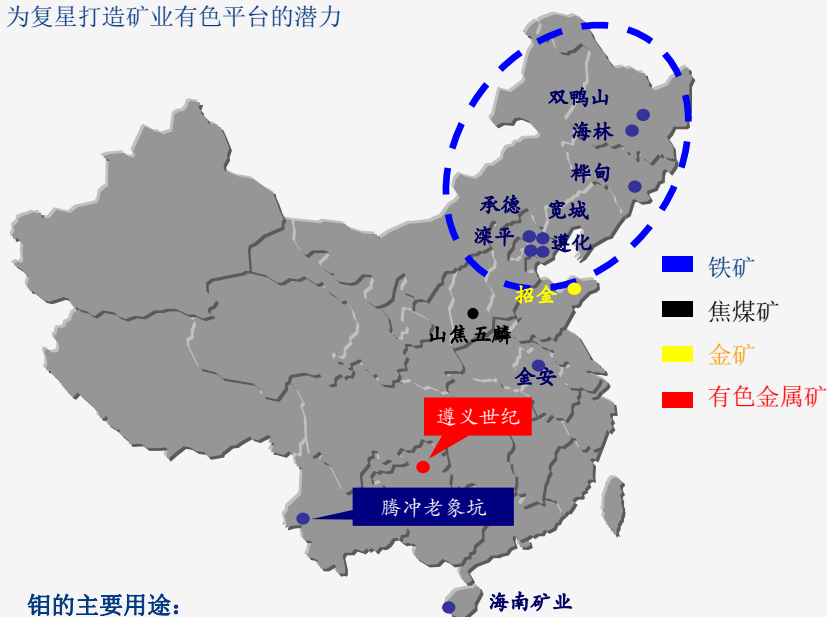 为复星打造矿业有色平台的潜力
双鸭山
海林
桦甸
承德
宽城
滦平
遵化
铁矿
招金
焦煤矿
山焦五麟
金矿
金安
有色金属矿
遵义世纪
腾冲老象坑
海南矿业
钼的主要用途：